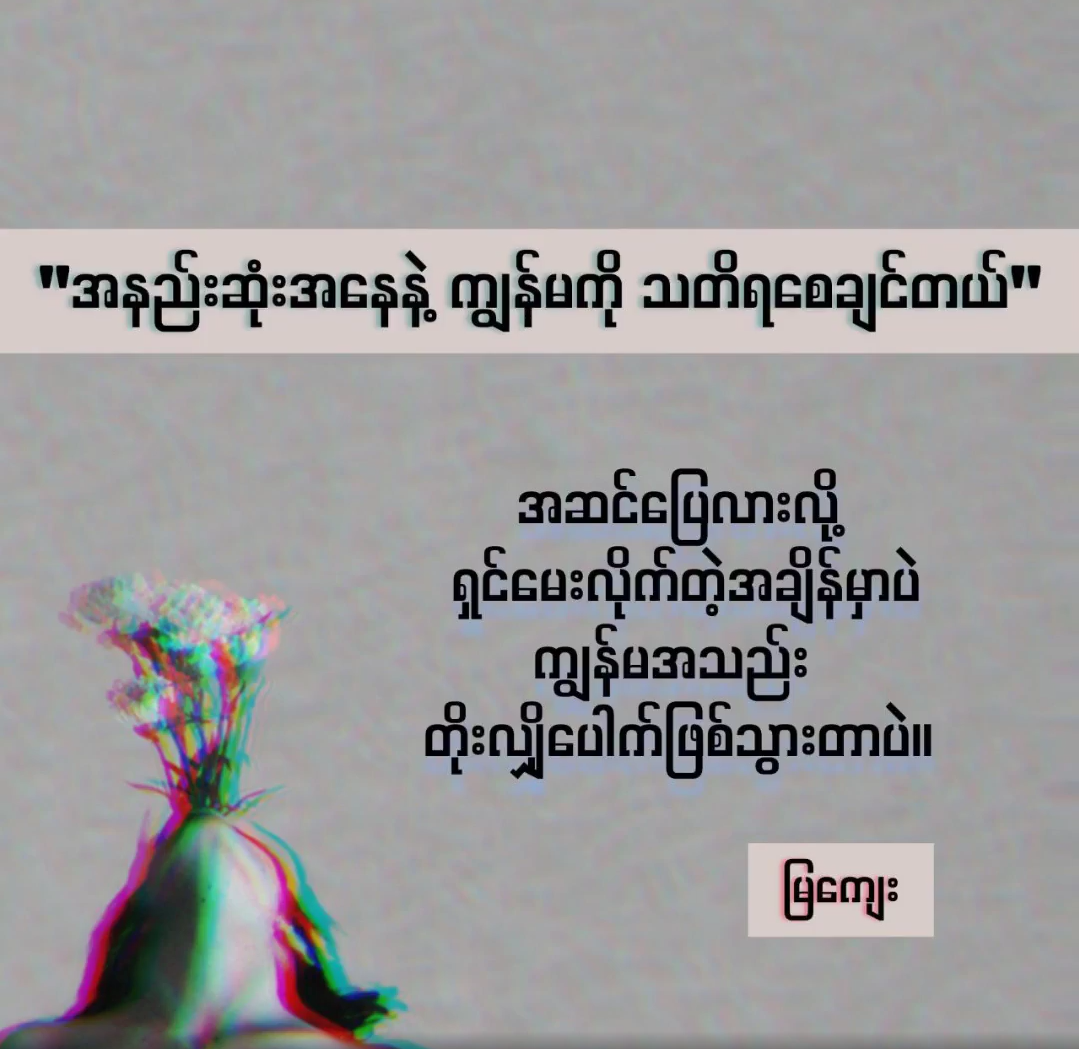 "အနည်းဆုံးအနေနဲ့ ကျွန်မကို သတိရစေချင်တယ်"
အဆင်ပြေလားလို့
ရှင်မေးလိုက်တဲ့အချိန်မှာပဲ
ကျွန်မအသည်း
တိုးလျှိုပေါက်ဖြစ်သွားတာပဲ။
မြကျေး